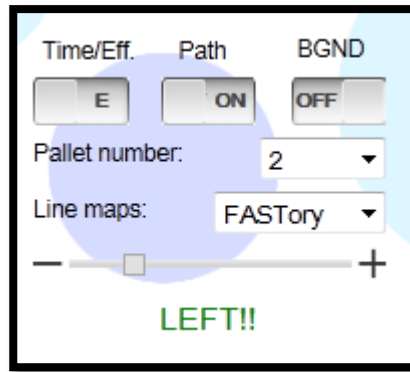 Time/Eff. Path BGND
E ON OFF
Pallet number: 2
Line maps: FASTory
− +
LEFT!!